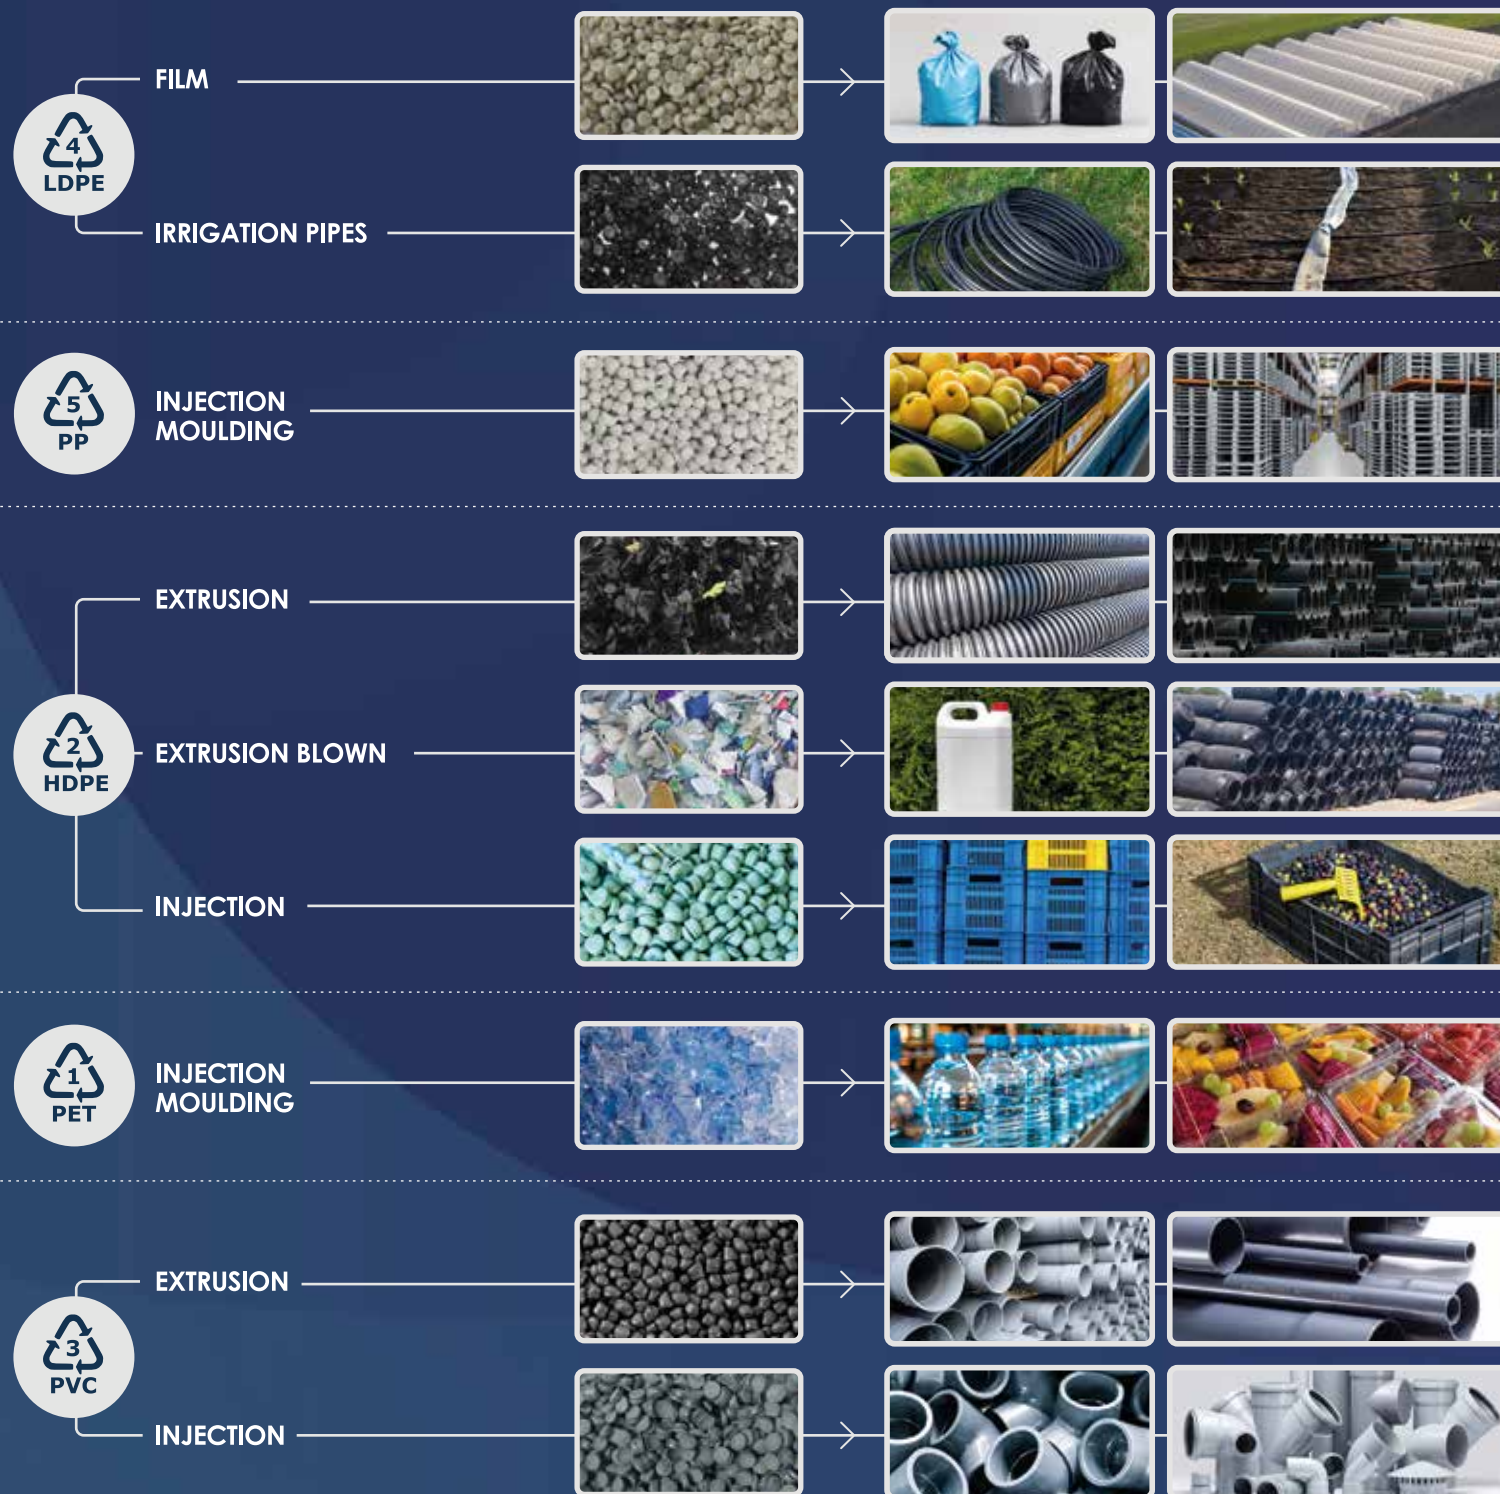 FILM
4
LDPE
IRRIGATION PIPES
5
PP
INJECTION
MOULDING
EXTRUSION
2
HDPE
EXTRUSION BLOWN
INJECTION
1
PET
INJECTION
MOULDING
EXTRUSION
3
PVC
INJECTION